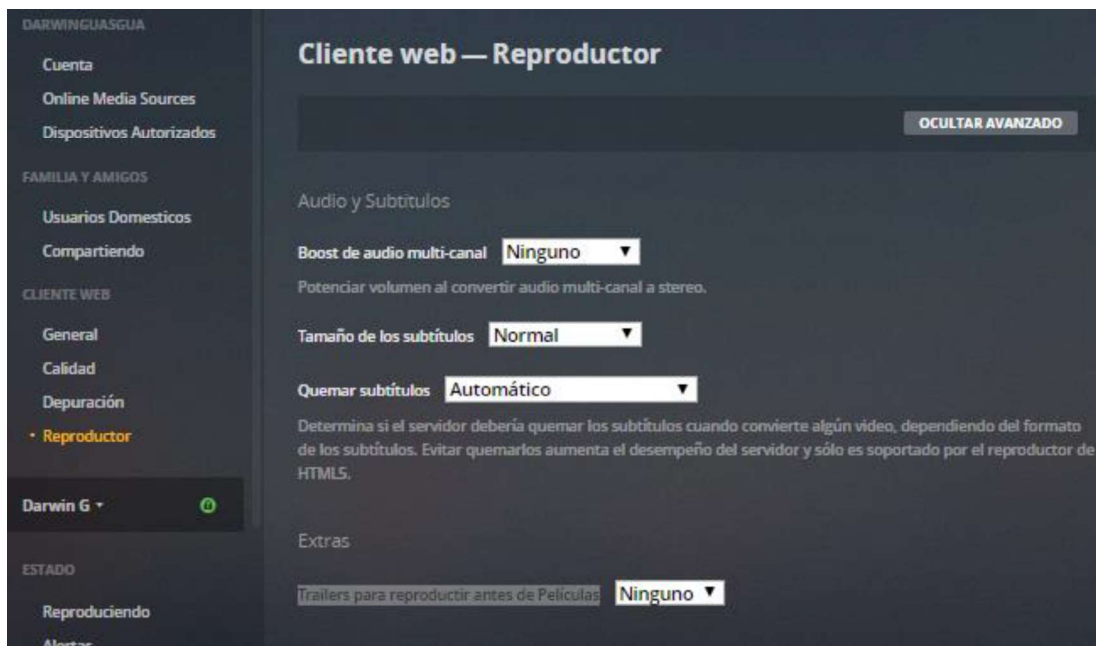 DARWINGUASGUA
Cuenta
Online Media Sources
Dispositivos Autorizados
FAMILIA Y AMIGOS
Usuarios Domesticos
Compartiendo
CLIENTE WEB
General
Calidad
Depuración
Reproductor
Darwin G
ESTADO
Reproduciendo
Alertas
Cliente web — Reproductor
OCULTAR AVANZADO
Audio y Subtitulos
Boost de audio multi-canal Ninguno
Potenciar volumen al convertir audio multi-canal a stereo.
Tamaño de los subtítulos Normal
Quemar subtítulos Automático
Determina si el servidor debería quemar los subtítulos cuando convierte algún video, dependiendo del formato
de los subtítulos. Evitar quemarlos aumenta el desempeño del servidor y sólo es soportado por el reproductor de
HTML5.
Extras
Trailers para reproductir antes de Películas Ninguno